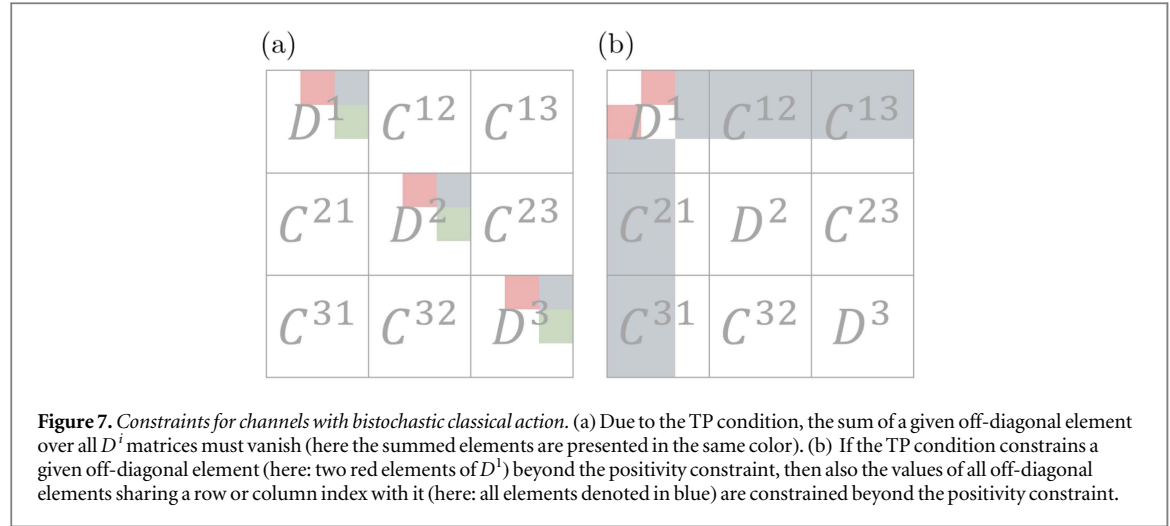 (a)
(b)
D¹ C¹² C¹³
C²¹ D² C²³
C³¹ C³² D³
D¹ C¹² C¹³
C²¹ D² C²³
C³¹ C³² D³
Figure 7. Constraints for channels with bistochastic classical action. (a) Due to the TP condition, the sum of a given off-diagonal element
over all Dⁱ matrices must vanish (here the summed elements are presented in the same color). (b) If the TP condition constrains a
given off-diagonal element (here: two red elements of D¹) beyond the positivity constraint, then also the values of all off-diagonal
elements sharing a row or column index with it (here: all elements denoted in blue) are constrained beyond the positivity constraint.